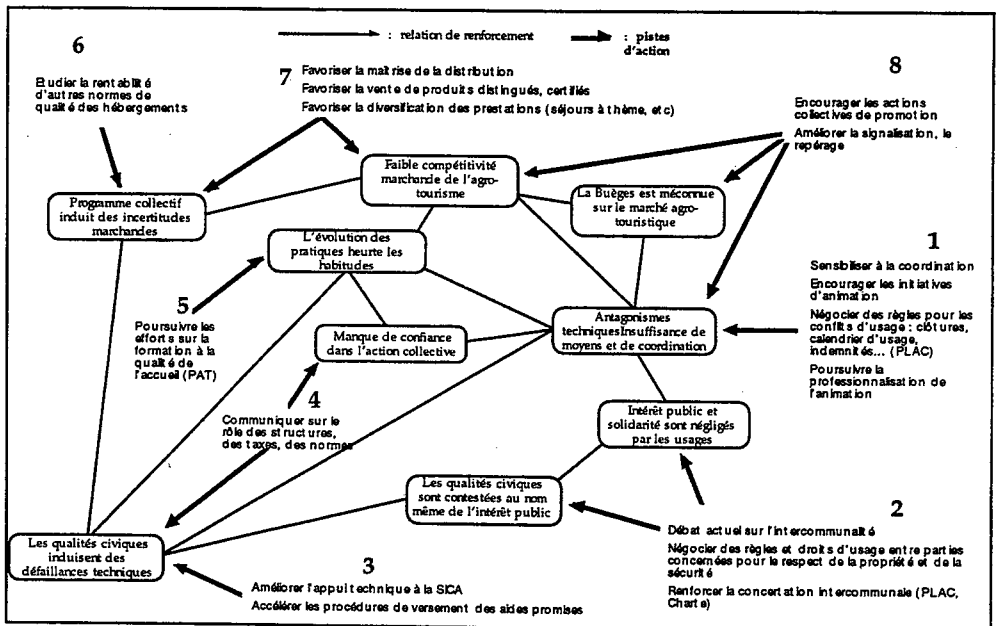 6
: relation de renforcement
: pistes
d'action
Etudier la rentabilité
d'autres normes de
qualité des hébergements
7
Favoriser la maîtrise de la distribution
Favoriser la vente de produits distingués, certifiés
Favoriser la diversification des prestations (séjours à thème, etc)
8
Encourager les actions
collectives de promotion
Améliorer la signalisation, le
repérage
Faible compétitivité
marchande de l'agro-
tourisme
La Buèges est méconnue
sur le marché agro-
touristique
Programme collectif
induit des incertitudes
marchandes
L'évolution des
pratiques heurte les
habitudes
1
Sensibiliser à la coordination
Encourager les initiatives
d'animation
Négocier des règles pour les
conflits d'usage : clôtures,
calendrier d'usage,
indemnités... (PLAC)
Poursuivre la
professionnalisation de
l'animation
5
Poursuivre les
efforts sur la
formation à la
qualité de
l'accueil (PAT)
Manque de confiance
dans l'action collective
Antagonismes
techniquesInsuffisance de
moyens et de coordination
4
Communiquer sur le
rôle des structures,
des taxes, des normes
Intérêt public et
solidarité sont négligés
par les usages
Les qualités civiques
sont contestées au nom
même de l'intérêt public
2
Débat actuel sur l'intercommunalité
Négocier des règles et droits d'usage entre parties
concernées pour le respect de la propriété et de la
sécurité
Renforcer la concertation intercommunale (PLAC,
Charte)
Les qualités civiques
induisent des
défaillances techniques
3
Améliorer l'appui technique à la SICA
Accélérer les procédures de versement des aides promises